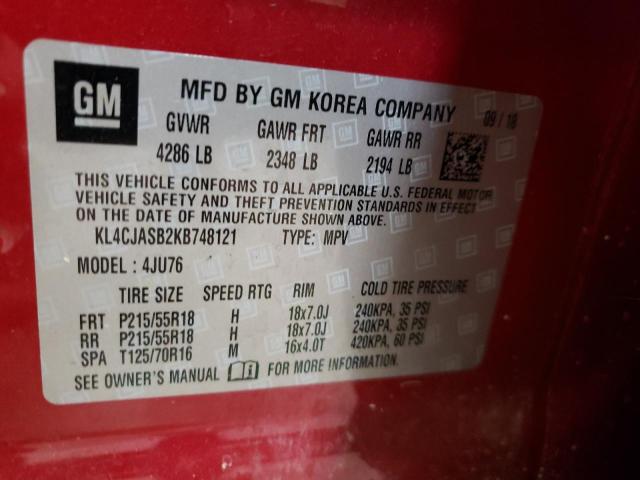 GM
MFD BY GM KOREA COMPANY 09/18
GVWR GAWR FRT GAWR RR
4286 LB 2348 LB 2194 LB
THIS VEHICLE CONFORMS TO ALL APPLICABLE U.S. FEDERAL MOTOR
VEHICLE SAFETY AND THEFT PREVENTION STANDARDS IN EFFECT
ON THE DATE OF MANUFACTURE SHOWN ABOVE.
KL4CJASB2KB748121 TYPE: MPV
MODEL : 4JU76
TIRE SIZE SPEED RTG RIM COLD TIRE PRESSURE
FRT P215/55R18 H 18x7.0J 240KPA, 35 PSI
RR P215/55R18 H 18x7.0J 240KPA, 35 PSI
SPA T125/70R16 M 16x4.0T 420KPA, 60 PSI
SEE OWNER'S MANUAL FOR MORE INFORMATION.